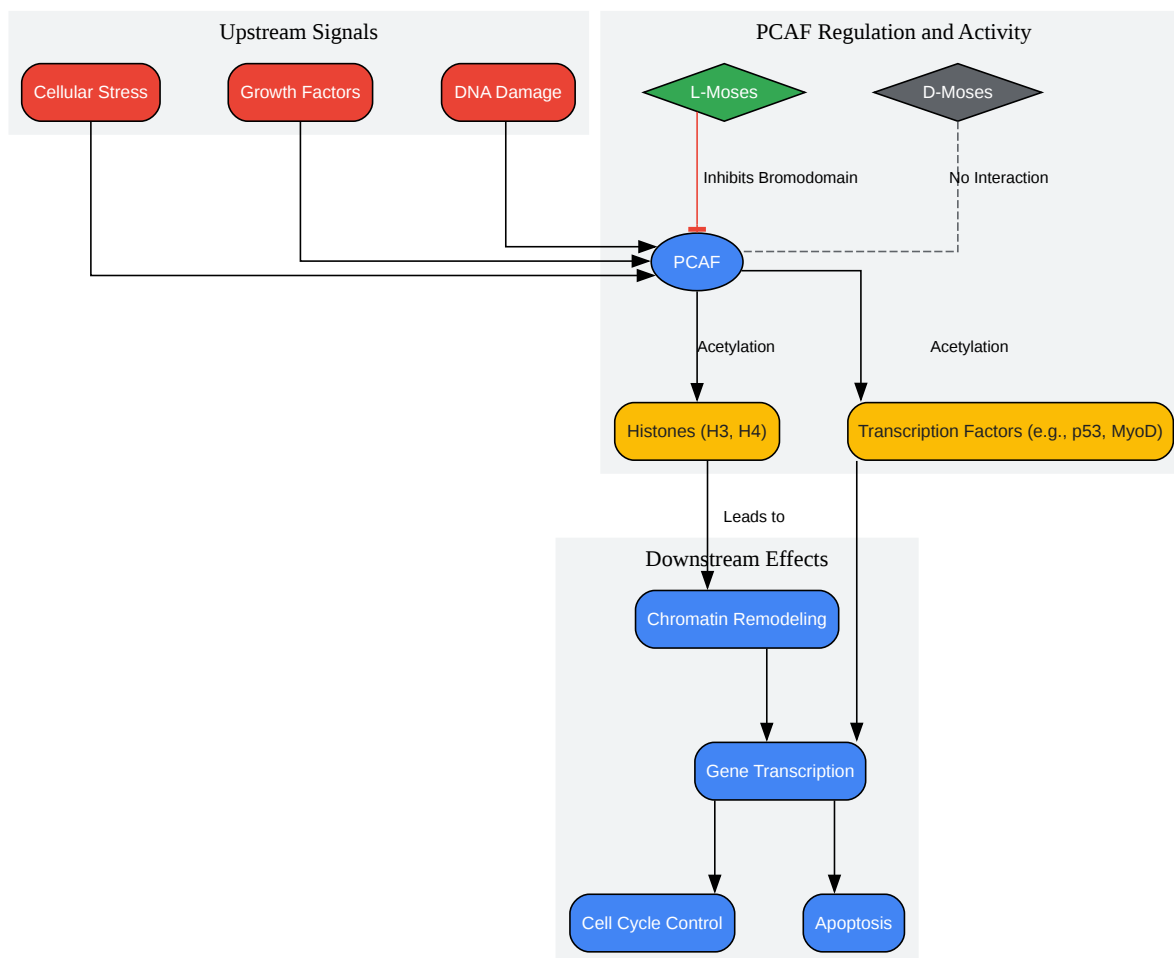 Upstream Signals
PCAF Regulation and Activity
Cellular Stress
Growth Factors
DNA Damage
L-Moses
D-Moses
Inhibits Bromodomain
No Interaction
PCAF
Acetylation
Acetylation
Histones (H3, H4)
Transcription Factors (e.g., p53, MyoD)
Leads to
Downstream Effects
Chromatin Remodeling
Gene Transcription
Cell Cycle Control
Apoptosis